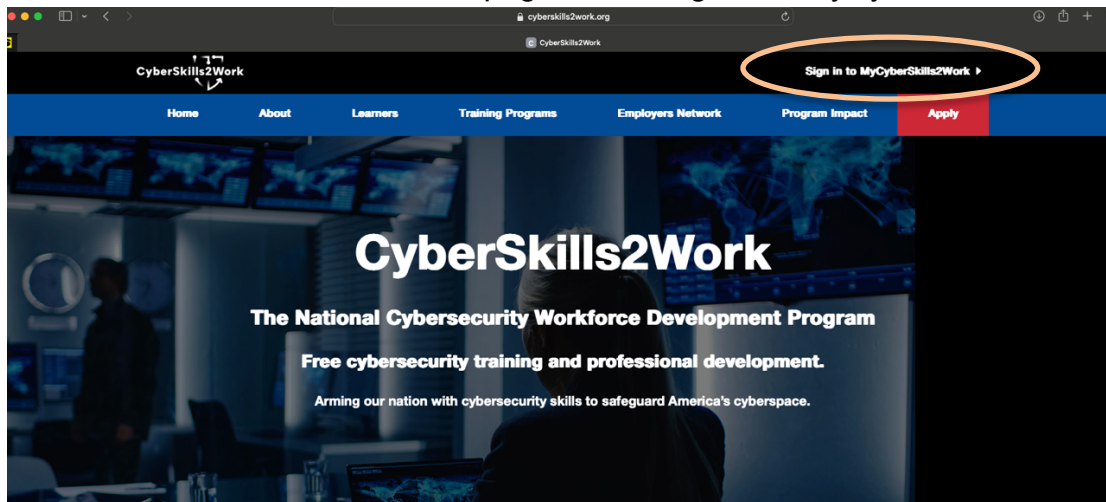 cyberskills2work.org
CyberSkills2Work
CyberSkills2Work
Sign in to MyCyberSkills2Work
Home About Learners Training Programs Employers Network Program Impact Apply
CyberSkills2Work
The National Cybersecurity Workforce Development Program
Free cybersecurity training and professional development.
Arming our nation with cybersecurity skills to safeguard America's cyberspace.